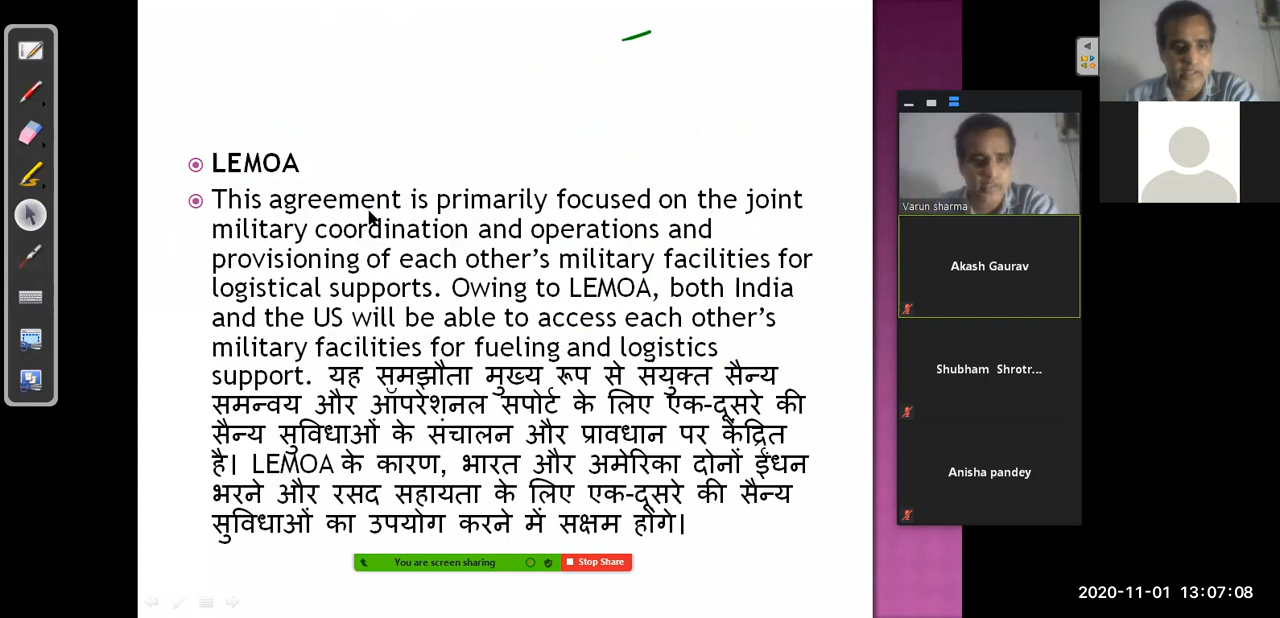 LEMOA
This agreement is primarily focused on the joint
military coordination and operations and
provisioning of each other's military facilities for
logistical supports. Owing to LEMOA, both India
and the US will be able to access each other's
military facilities for fueling and logistics
support. यह समझौता मुख्य रूप से संयुक्त सैन्य
समन्वय और ऑपरेशनल सपोर्ट के लिए एक-दूसरे की
सैन्य सुविधाओं के संचालन और प्रावधान पर केंद्रित
है। LEMOA के कारण, भारत और अमेरिका दोनों ईंधन
भरने और रसद सहायता के लिए एक-दूसरे की सैन्य
सुविधाओं का उपयोग करने में सक्षम होंगे।
You are screen sharing
Stop Share
Varun sharma
Akash Gaurav
Shubham Shrotr...
Anisha pandey
2020-11-01 13:07:08